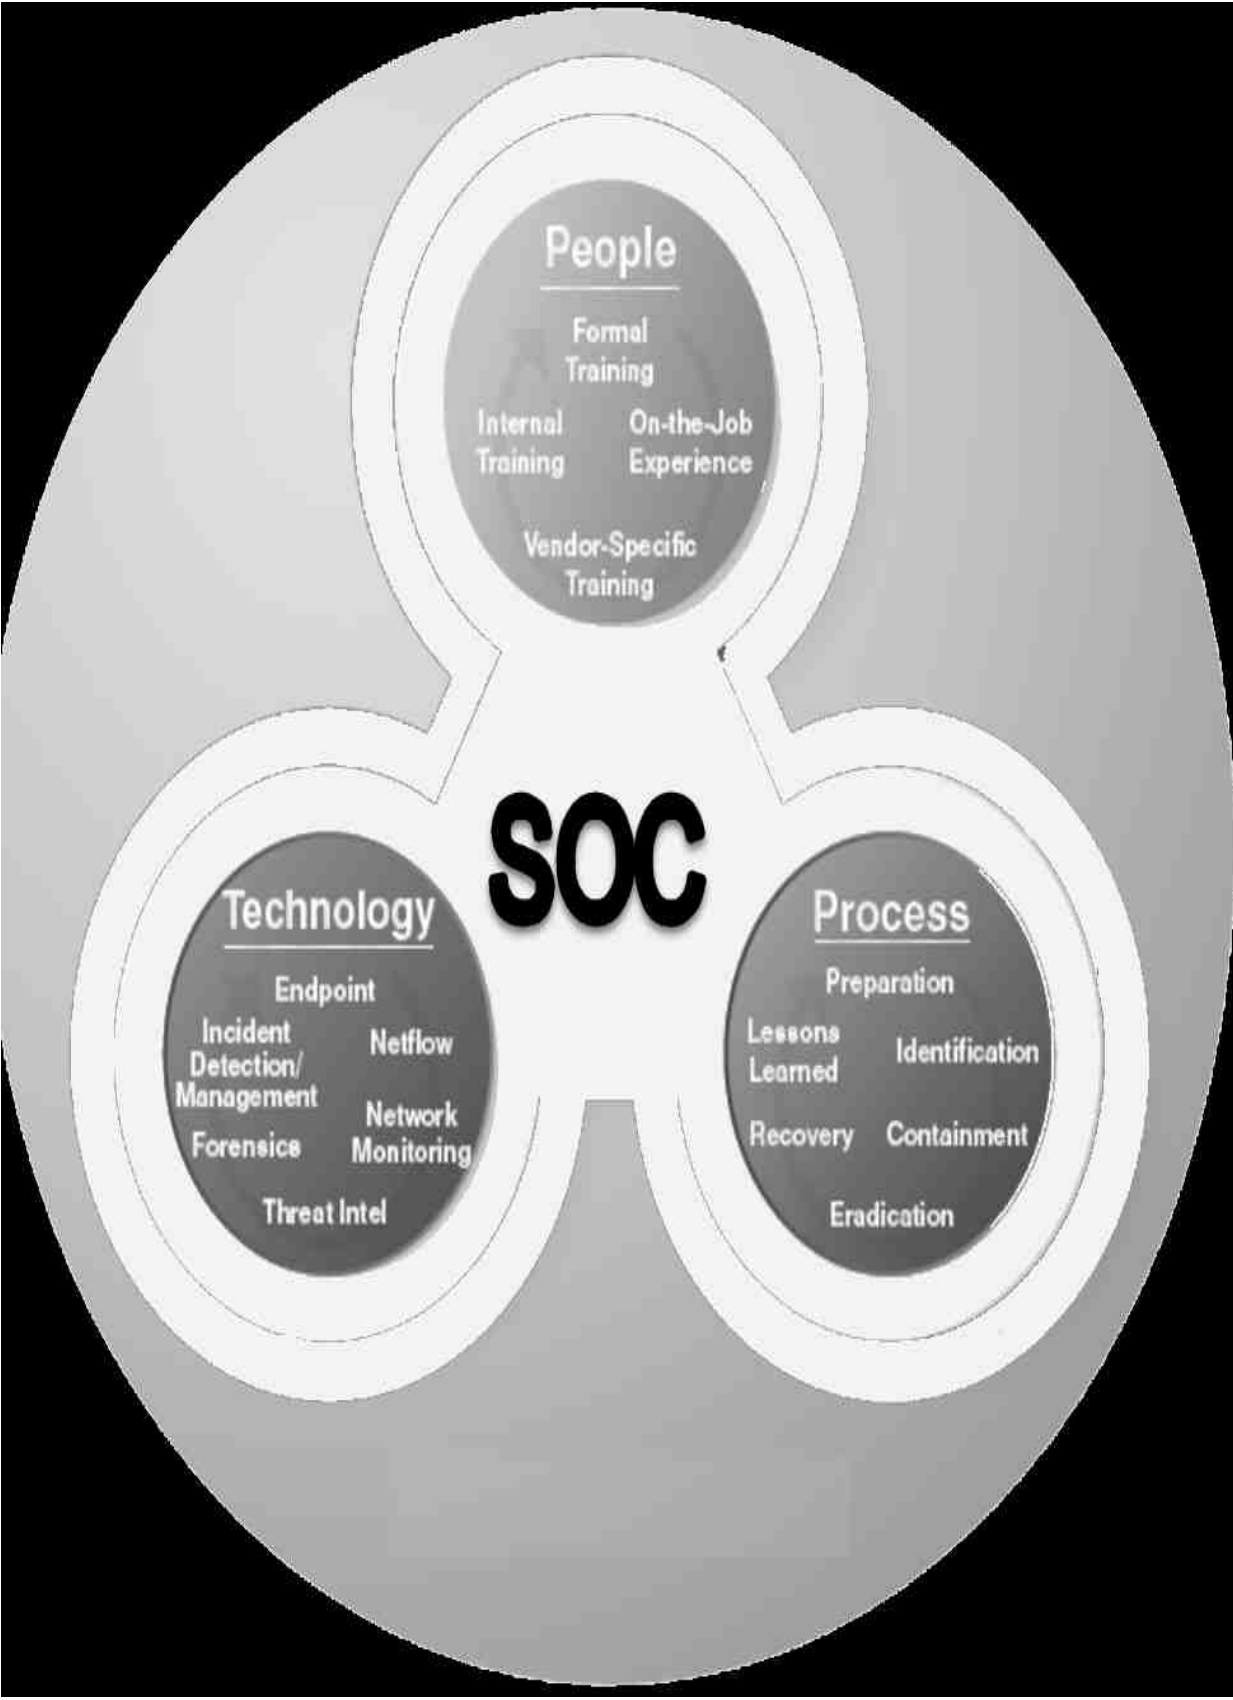 People
Formal
Training
Internal
Training
On-the-Job
Experience
Vendor-Specific
Training
SOC
Technology
Endpoint
Incident
Detection/
Management
Netflow
Network
Monitoring
Forensics
Threat Intel
Process
Preparation
Lessons
Learned
Identification
Recovery
Containment
Eradication